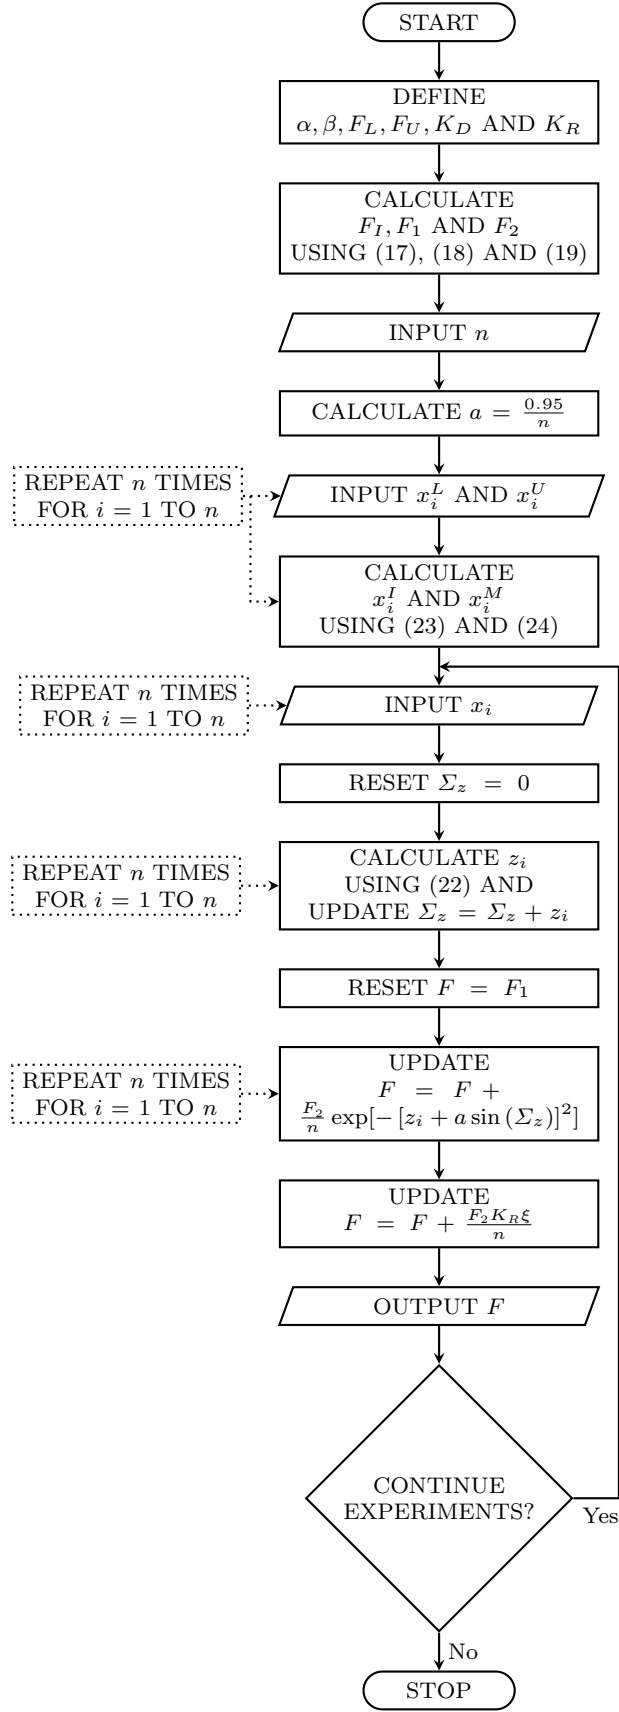 START
DEFINE
α, β, F_L, F_U, K_D AND K_R
CALCULATE
F_I, F_1 AND F_2
USING (17), (18) AND (19)
INPUT n
CALCULATE a = \frac{0.95}{n}
REPEAT n TIMES
FOR i = 1 TO n
INPUT x_i^L AND x_i^U
CALCULATE
x_i^I AND x_i^M
USING (23) AND (24)
REPEAT n TIMES
FOR i = 1 TO n
INPUT x_i
RESET Σ_z = 0
REPEAT n TIMES
FOR i = 1 TO n
CALCULATE z_i
USING (22) AND
UPDATE Σ_z = Σ_z + z_i
RESET F = F_1
REPEAT n TIMES
FOR i = 1 TO n
UPDATE
F = F +
\frac{F_2}{n} exp[− [z_i + a sin (Σ_z)]^2]
UPDATE
F = F + \frac{F_2 K_R ξ}{n}
OUTPUT F
CONTINUE
EXPERIMENTS?
Yes
No
STOP